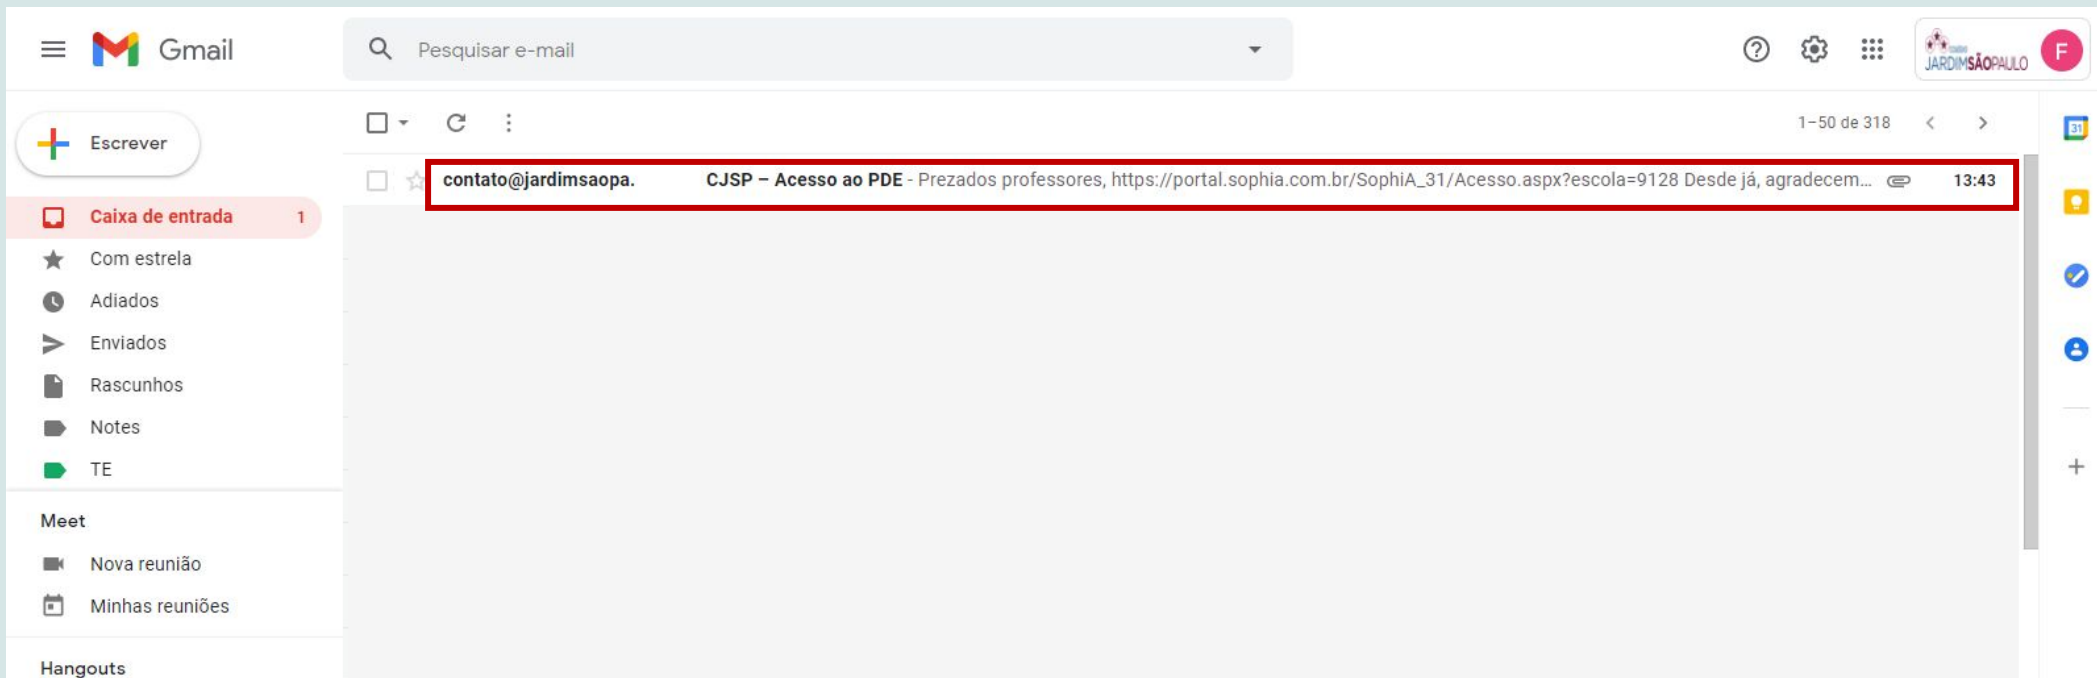 Gmail
Pesquisar e-mail
JARDIMSÃOPAULO
F
Escrever
1–50 de 318
31
contato@jardimsaopa. CJSP – Acesso ao PDE - Prezados professores, https://portal.sophia.com.br/SophiA_31/Acesso.aspx?escola=9128 Desde já, agradecem... 13:43
Caixa de entrada 1
Com estrela
Adiados
Enviados
Rascunhos
Notes
TE
Meet
Nova reunião
Minhas reuniões
Hangouts